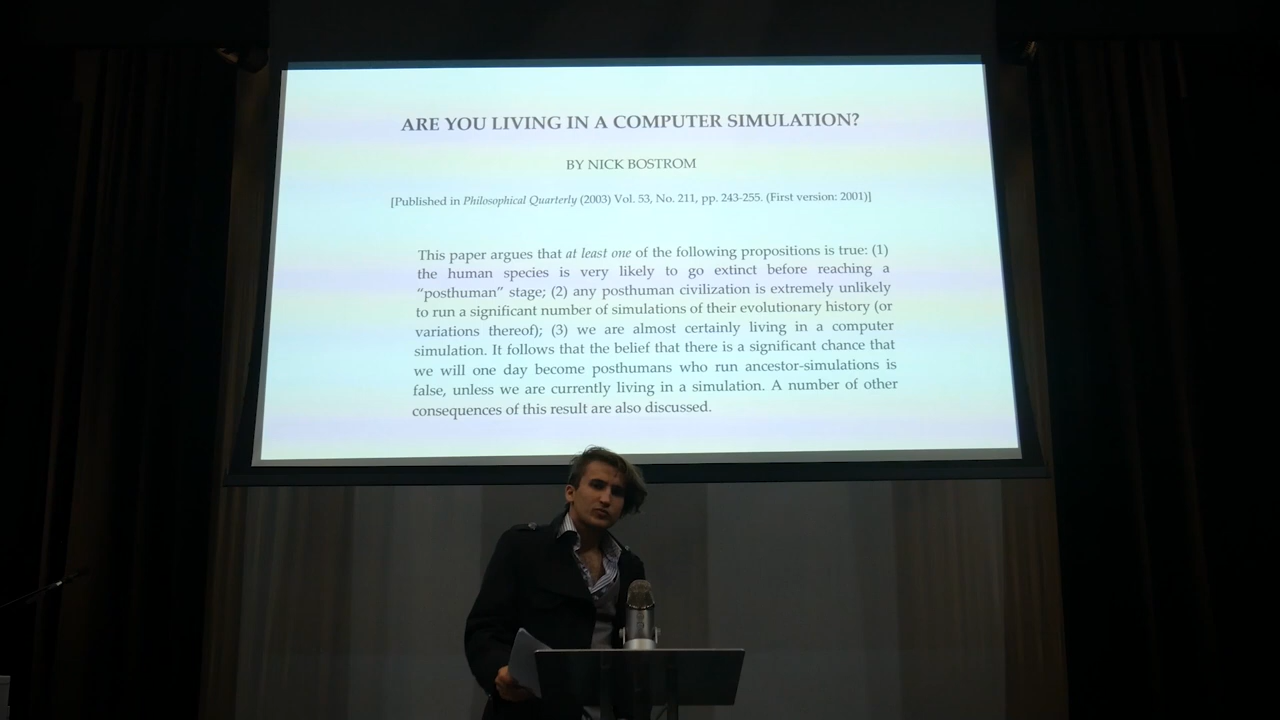 ARE YOU LIVING IN A COMPUTER SIMULATION?
BY NICK BOSTROM
[Published in Philosophical Quarterly (2003) Vol. 53, No. 211, pp. 243-255. (First version: 2001)]
This paper argues that at least one of the following propositions is true: (1)
the human species is very likely to go extinct before reaching a
“posthuman” stage; (2) any posthuman civilization is extremely unlikely
to run a significant number of simulations of their evolutionary history (or
variations thereof); (3) we are almost certainly living in a computer
simulation. It follows that the belief that there is a significant chance that
we will one day become posthumans who run ancestor-simulations is
false, unless we are currently living in a simulation. A number of other
consequences of this result are also discussed.